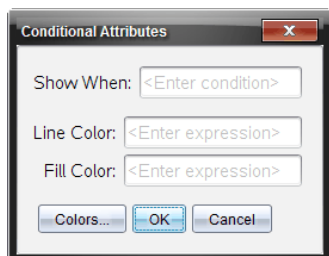 Conditional Attributes
Show When: <Enter condition>
Line Color: <Enter expression>
Fill Color: <Enter expression>
Colors... OK Cancel